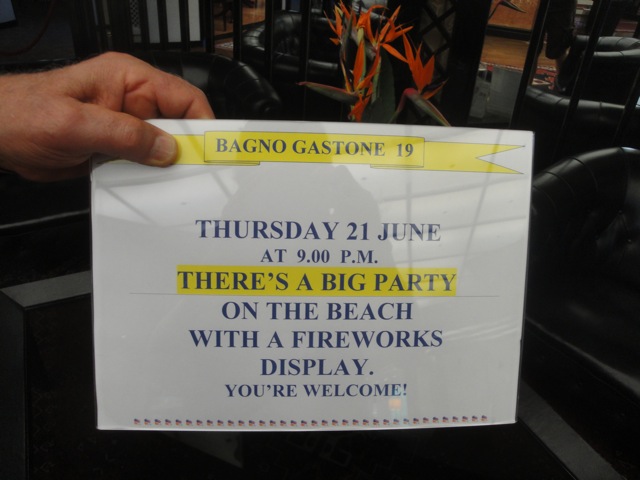 BAGNO GASTONE 19
THURSDAY 21 JUNE
AT 9.00 P.M.
THERE'S A BIG PARTY
ON THE BEACH
WITH A FIREWORKS
DISPLAY.
YOU'RE WELCOME!